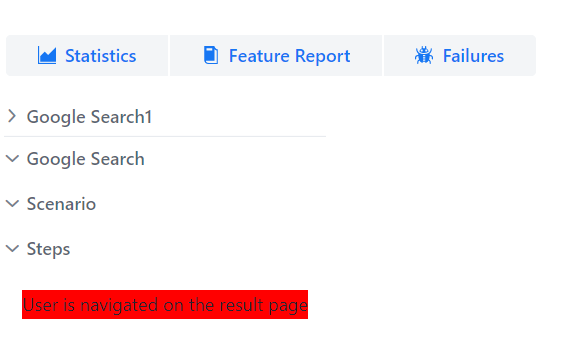 Statistics Feature Report Failures
Google Search1
Google Search
Scenario
Steps
User is navigated on the result page